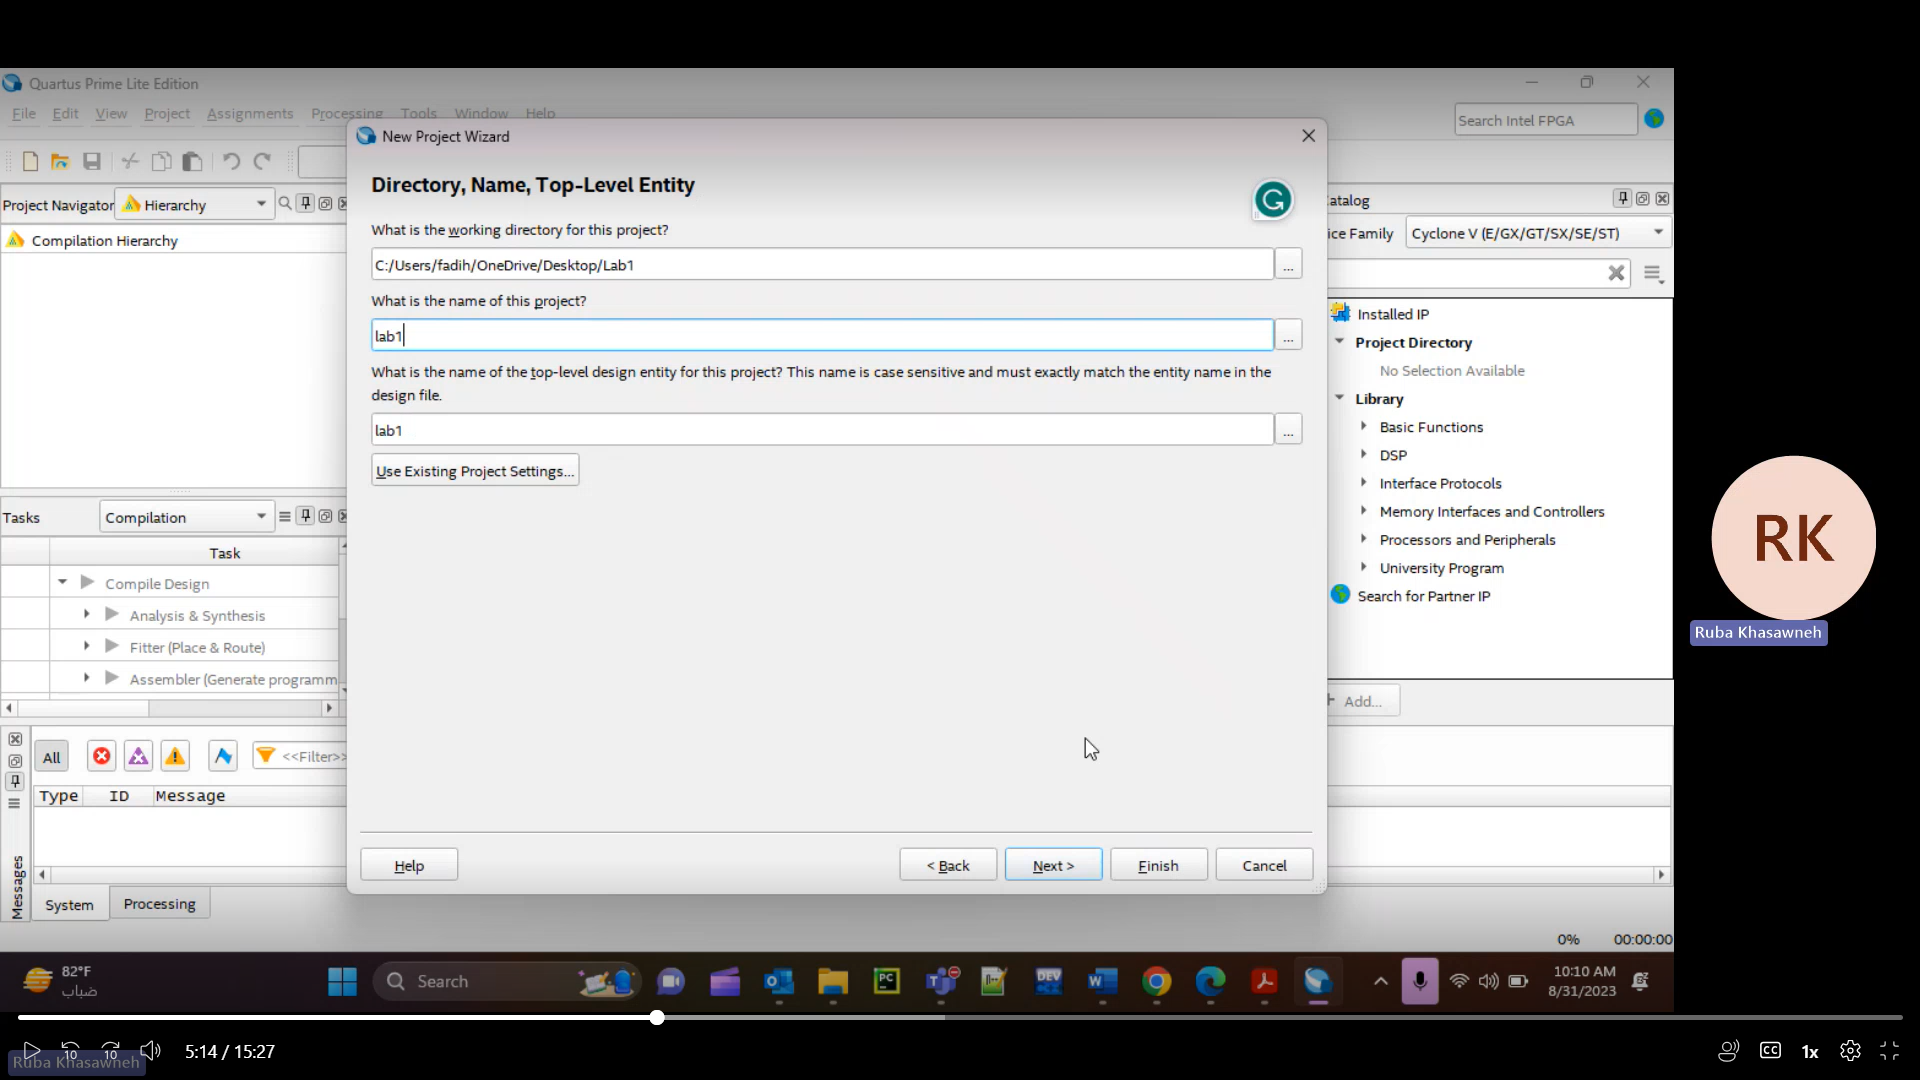 Quartus Prime Lite Edition
File Edit View Project Assignments Processing Tools Window Help
Search Intel FPGA
New Project Wizard
Project Navigator Hierarchy
Compilation Hierarchy
Directory, Name, Top-Level Entity
What is the working directory for this project?
C:/Users/fadih/OneDrive/Desktop/Lab1
...
What is the name of this project?
lab1
...
What is the name of the top-level design entity for this project? This name is case sensitive and must exactly match the entity name in the
design file.
lab1
...
Use Existing Project Settings...
Help
< Back
Next >
Finish
Cancel
atalog
ice Family Cyclone V (E/GX/GT/SX/SE/ST)
Installed IP
Project Directory
No Selection Available
Library
Basic Functions
DSP
Interface Protocols
Memory Interfaces and Controllers
Processors and Peripherals
University Program
Search for Partner IP
+ Add...
Tasks Compilation
Task
Compile Design
Analysis & Synthesis
Fitter (Place & Route)
Assembler (Generate programm
All
<<Filter>>
Type ID Message
Messages
System Processing
0% 00:00:00
RK
Ruba Khasawneh
82°F
ضباب
Search
PC
DEV
10:10 AM
8/31/2023
10
10
5:14 / 15:27
Ruba Khasawneh
CC
1x